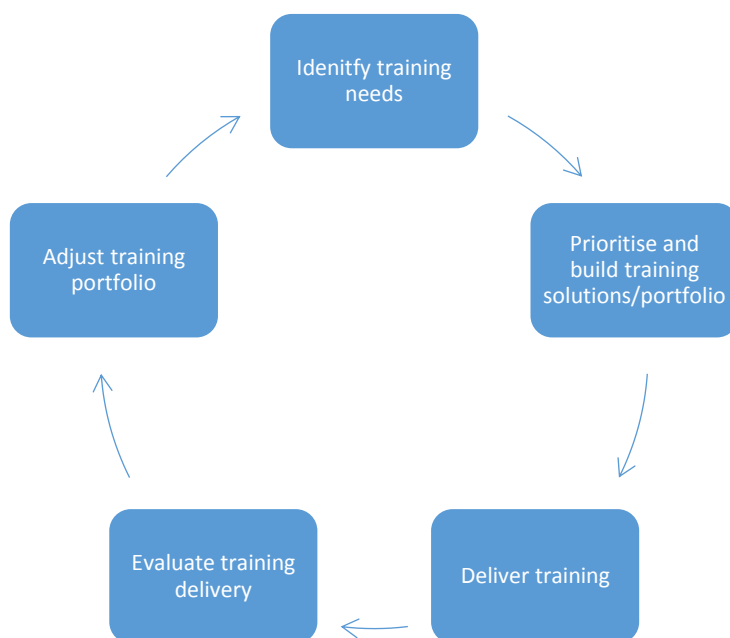 Idenitfy training
needs
Prioritise and
build training
solutions/portfolio
Deliver training
Evaluate training
delivery
Adjust training
portfolio